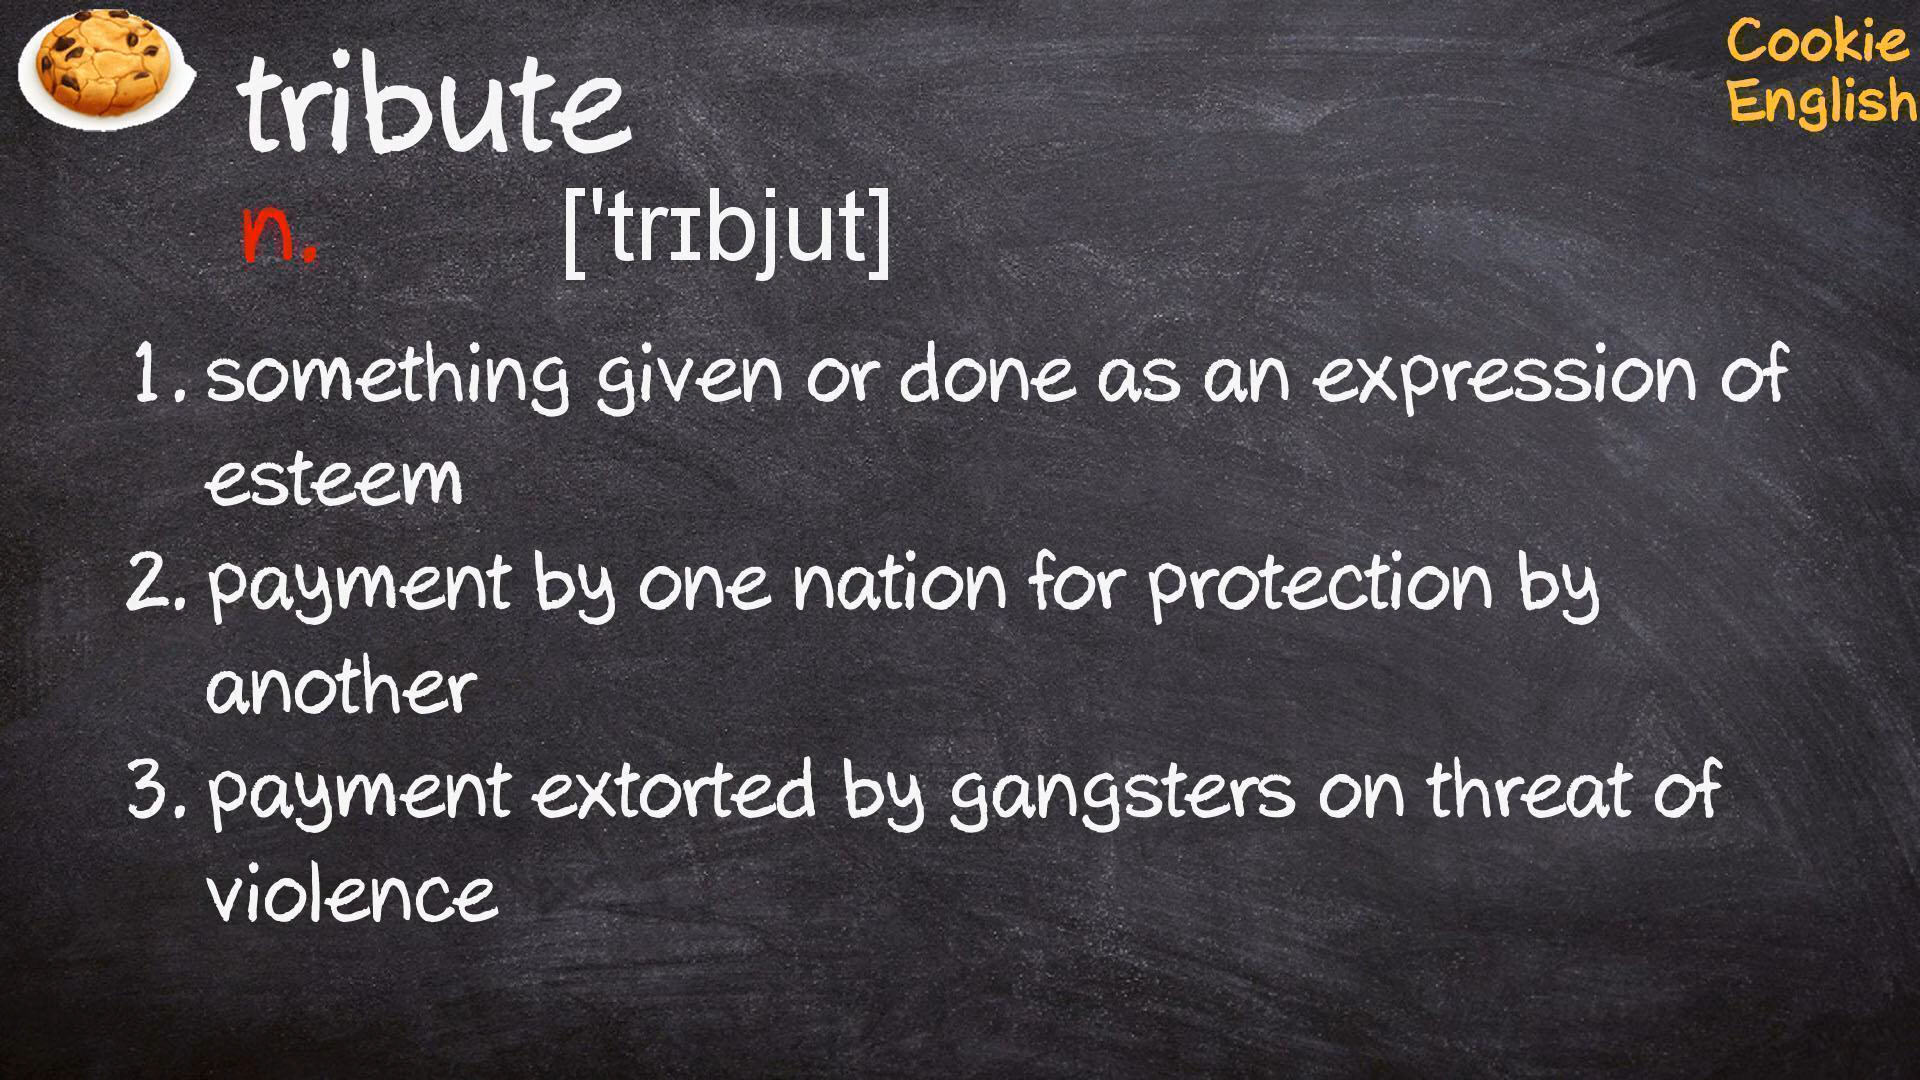 tribute
Cookie
English
n. ['trɪbjut]
1. something given or done as an expression of
esteem
2. payment by one nation for protection by
another
3. payment extorted by gangsters on threat of
violence